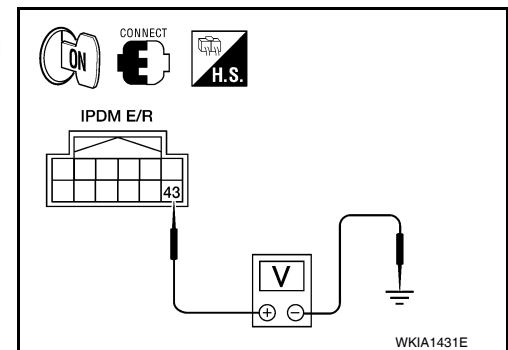 CONNECT
ON
H.S.
IPDM E/R
43
V
+ −
WKIA1431E